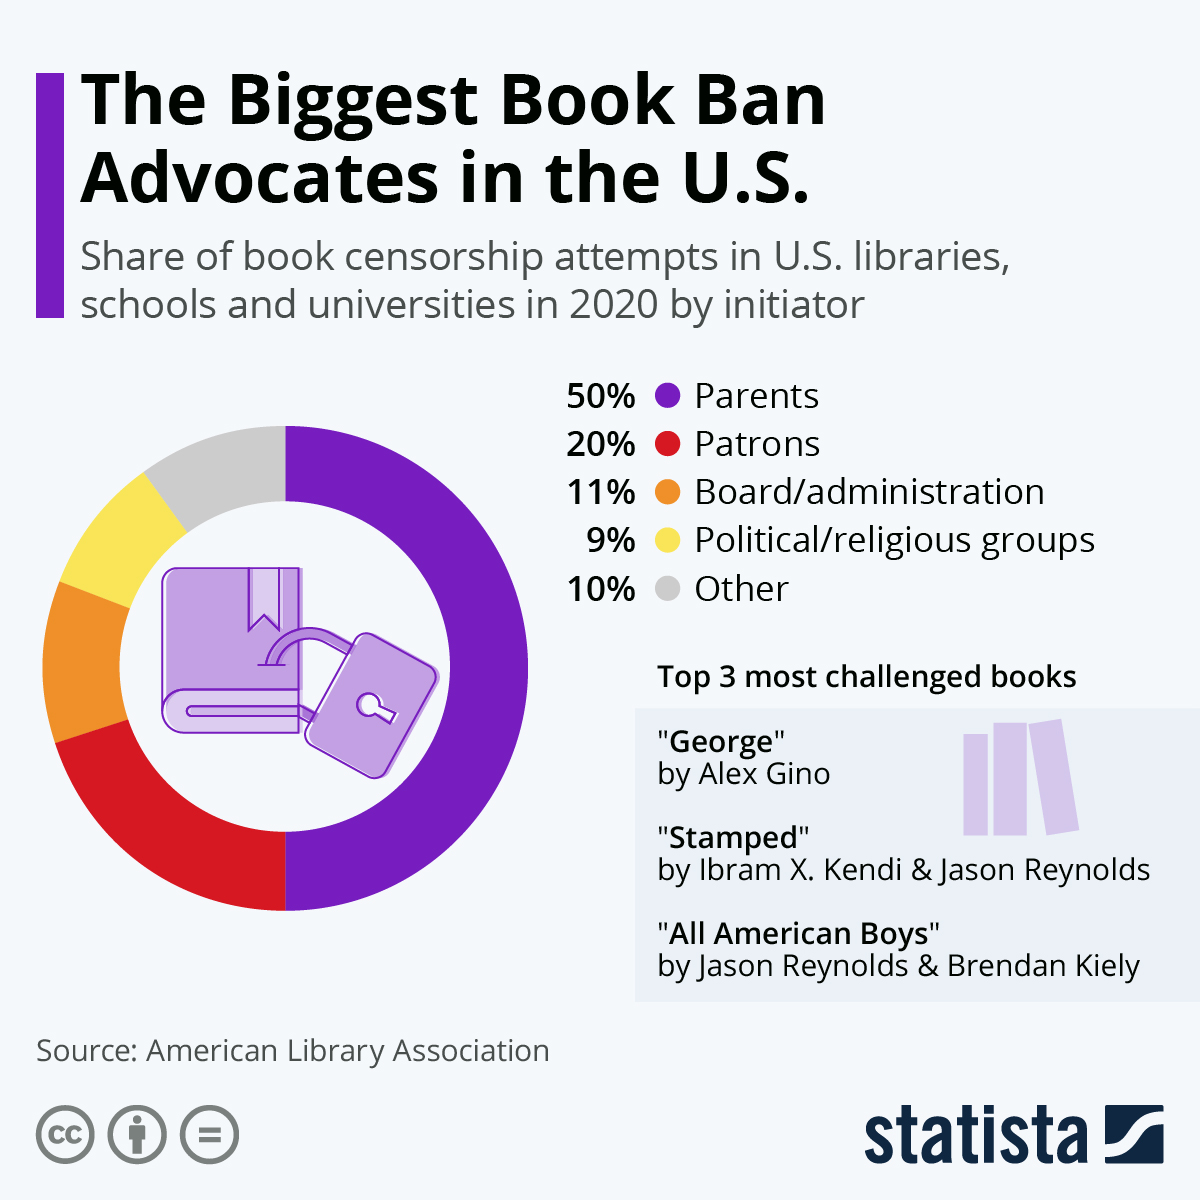 The Biggest Book Ban
Advocates in the U.S.
Share of book censorship attempts in U.S. libraries,
schools and universities in 2020 by initiator
50% Parents
20% Patrons
11% Board/administration
9% Political/religious groups
10% Other
Top 3 most challenged books
"George"
by Alex Gino
"Stamped"
by Ibram X. Kendi & Jason Reynolds
"All American Boys"
by Jason Reynolds & Brendan Kiely
Source: American Library Association
cc
statista